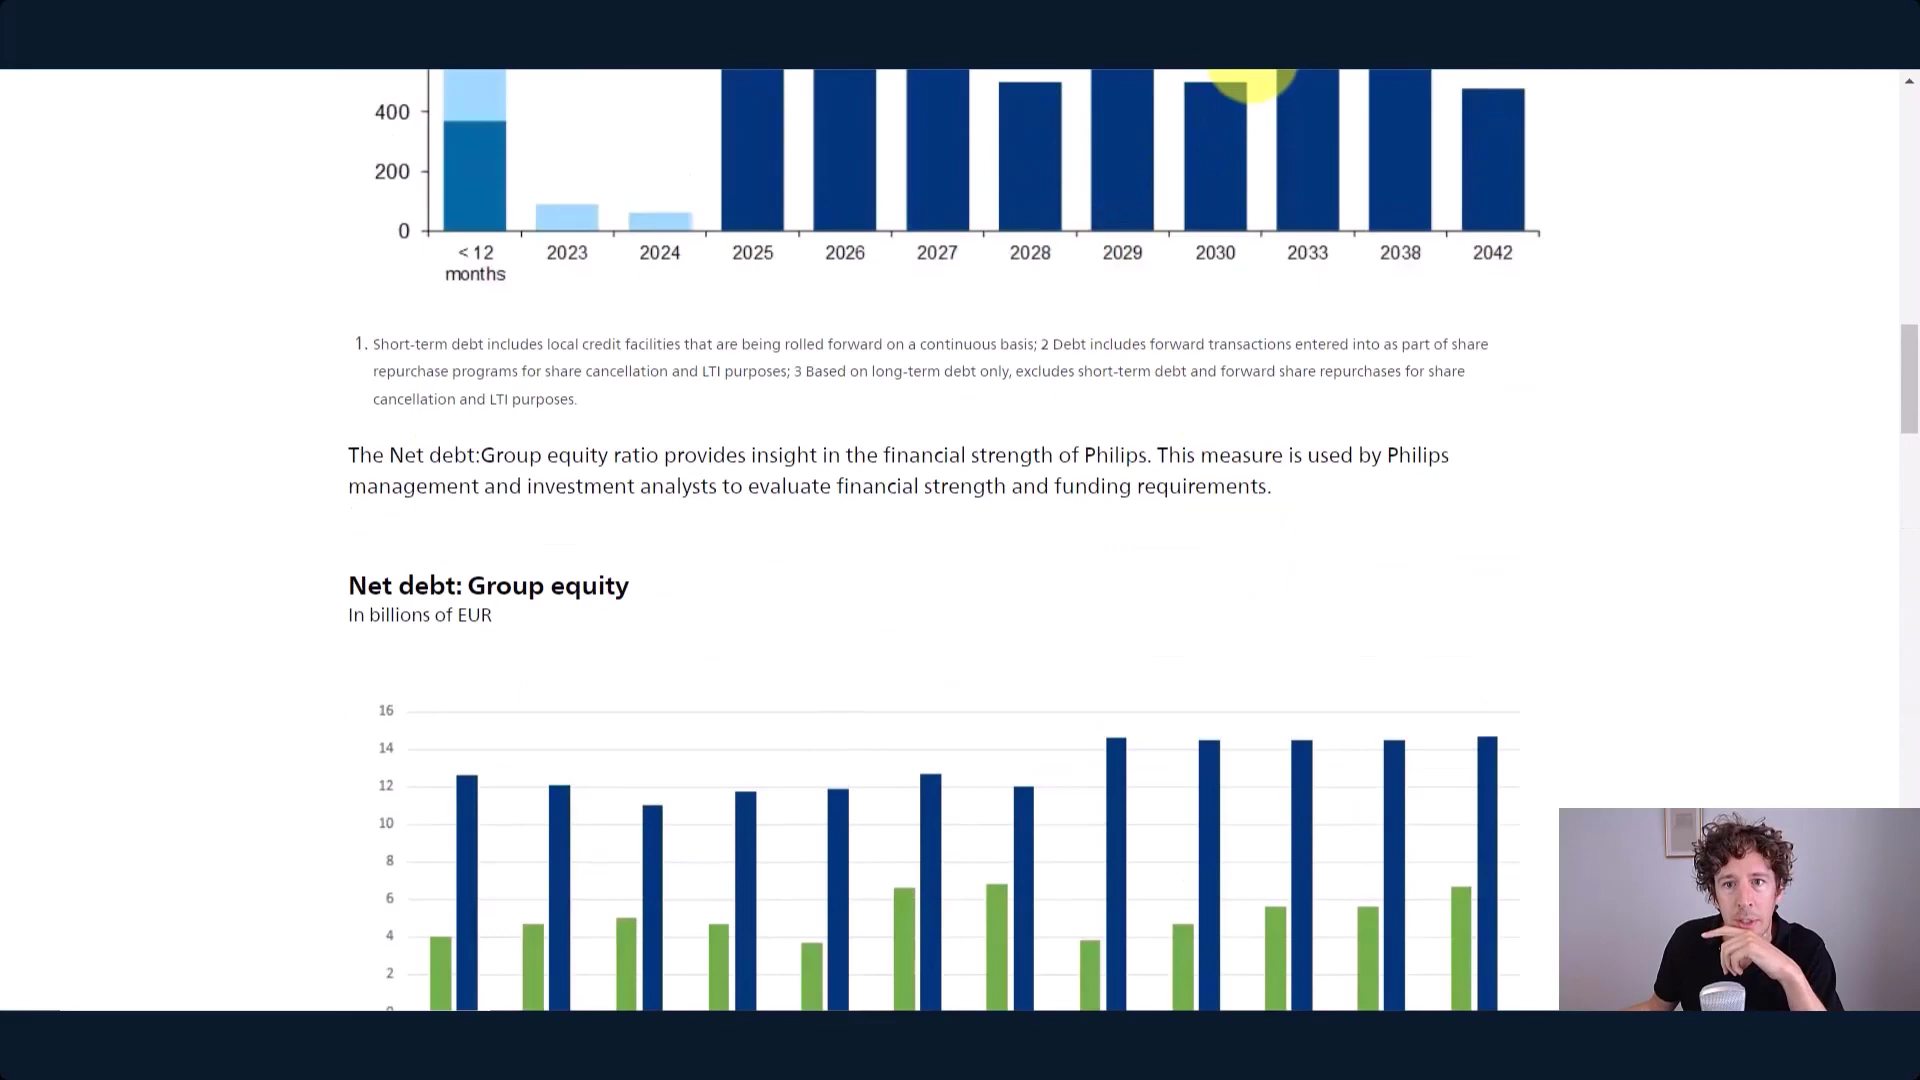 400
200
0
< 12
months
2023
2024
2025
2026
2027
2028
2029
2030
2033
2038
2042
1. Short-term debt includes local credit facilities that are being rolled forward on a continuous basis; 2 Debt includes forward transactions entered into as part of share
repurchase programs for share cancellation and LTI purposes; 3 Based on long-term debt only, excludes short-term debt and forward share repurchases for share
cancellation and LTI purposes.
The Net debt:Group equity ratio provides insight in the financial strength of Philips. This measure is used by Philips
management and investment analysts to evaluate financial strength and funding requirements.
Net debt: Group equity
In billions of EUR
16
14
12
10
8
6
4
2